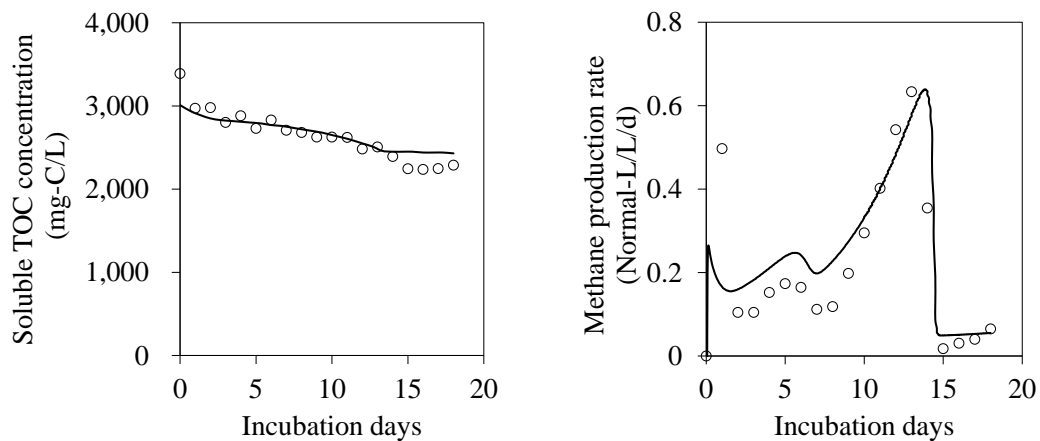 Soluble TOC concentration
(mg-C/L)
4,000
3,000
2,000
1,000
0
0 5 10 15 20
Incubation days
Methane production rate
(Normal-L/L/d)
0.8
0.6
0.4
0.2
0
0 5 10 15 20
Incubation days